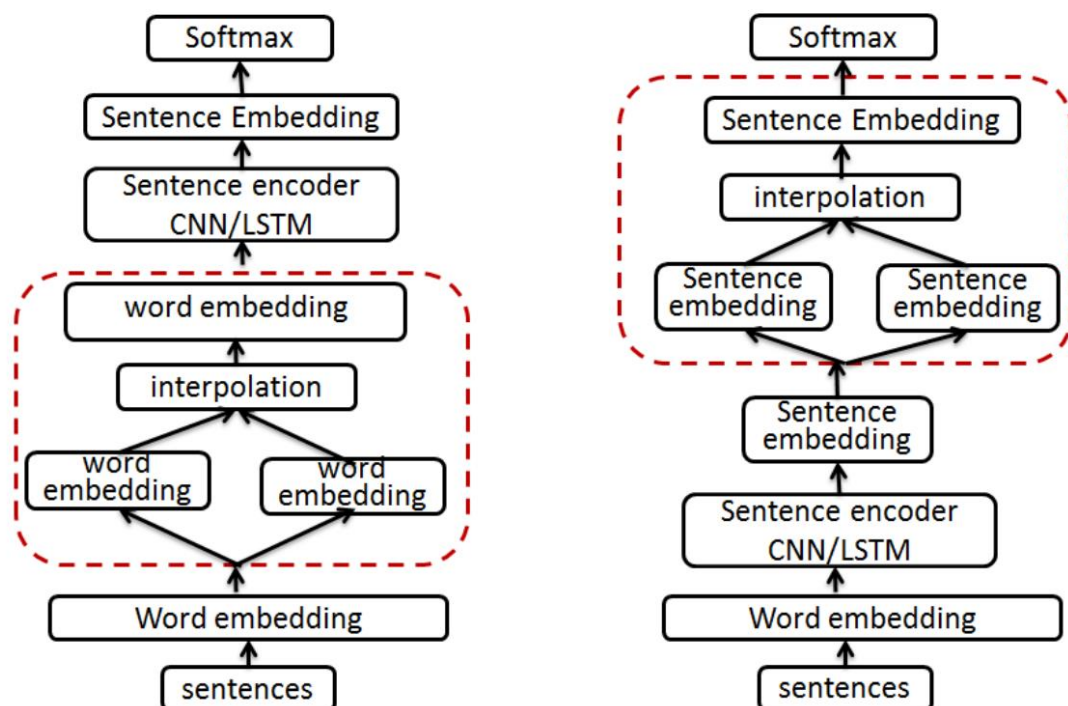 Softmax
Sentence Embedding
Sentence encoder
CNN/LSTM
word embedding
interpolation
word
embedding
word
embedding
Word embedding
sentences
Softmax
Sentence Embedding
interpolation
Sentence
embedding
Sentence
embedding
Sentence
embedding
Sentence encoder
CNN/LSTM
Word embedding
sentences